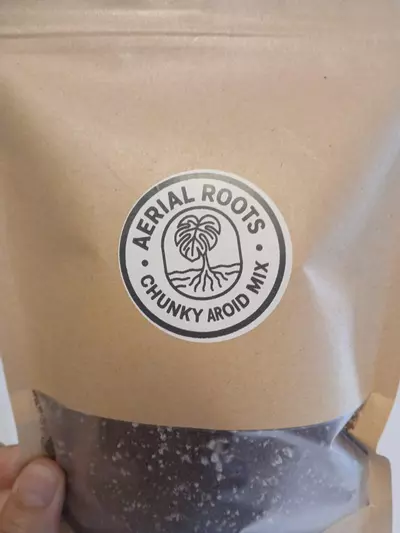 AERIAL ROOTS
• CHUNKY AROID MIX •